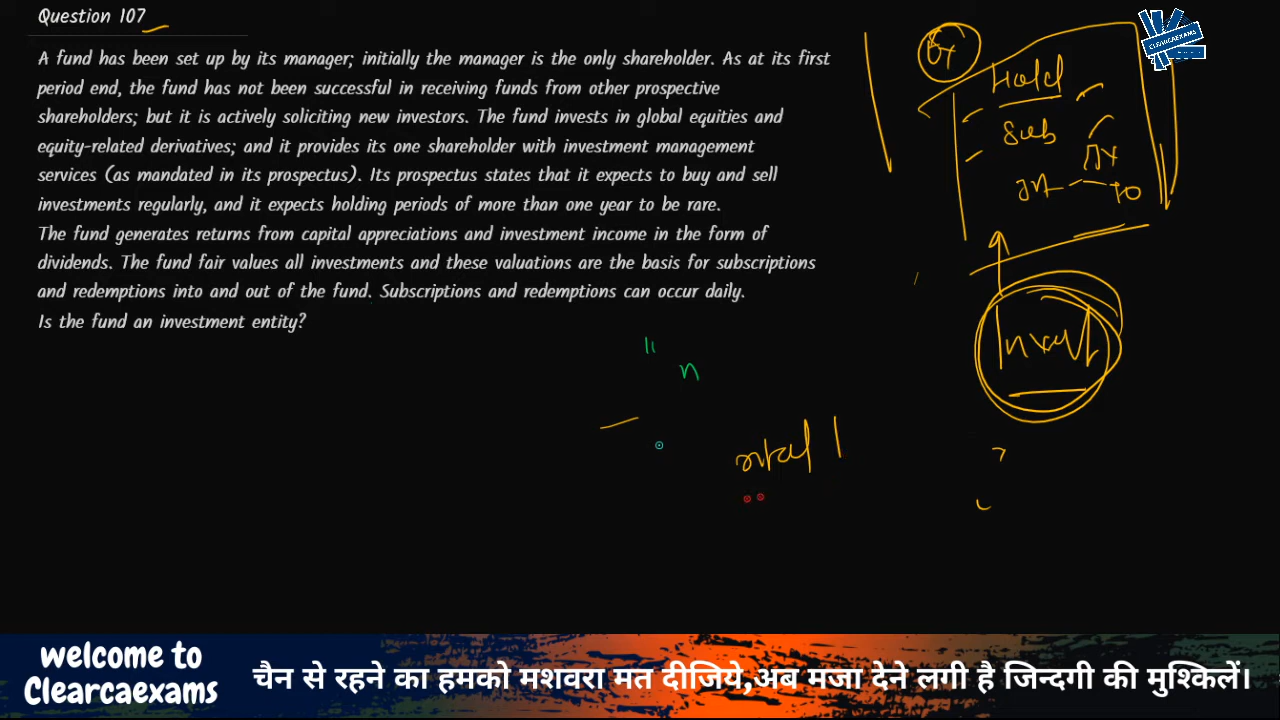 Question 107
A fund has been set up by its manager; initially the manager is the only shareholder. As at its first
period end, the fund has not been successful in receiving funds from other prospective
shareholders; but it is actively soliciting new investors. The fund invests in global equities and
equity-related derivatives; and it provides its one shareholder with investment management
services (as mandated in its prospectus). Its prospectus states that it expects to buy and sell
investments regularly, and it expects holding periods of more than one year to be rare.
The fund generates returns from capital appreciations and investment income in the form of
dividends. The fund fair values all investments and these valuations are the basis for subscriptions
and redemptions into and out of the fund. Subscriptions and redemptions can occur daily.
Is the fund an investment entity?
Hold
Sub
n
CLEARCAEXAMS
welcome to
Clearcaexams
चैन से रहने का हमको मशवरा मत दीजिये,अब मजा देने लगी है जिन्दगी की मुश्किलें।